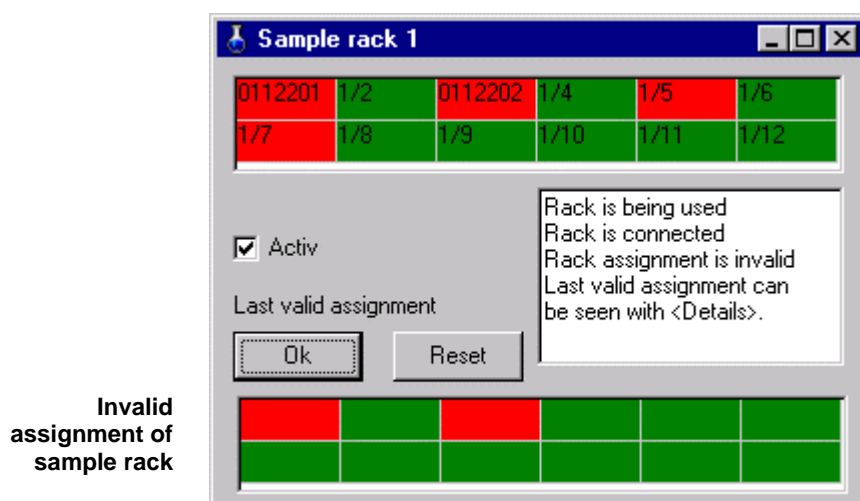 Sample rack 1
0112201 1/2 0112202 1/4 1/5 1/6
1/7 1/8 1/9 1/10 1/11 1/12
Rack is being used
Rack is connected
Rack assignment is invalid
Last valid assignment can
be seen with <Details>.
Activ
Last valid assignment
Ok Reset
Invalid
assignment of
sample rack